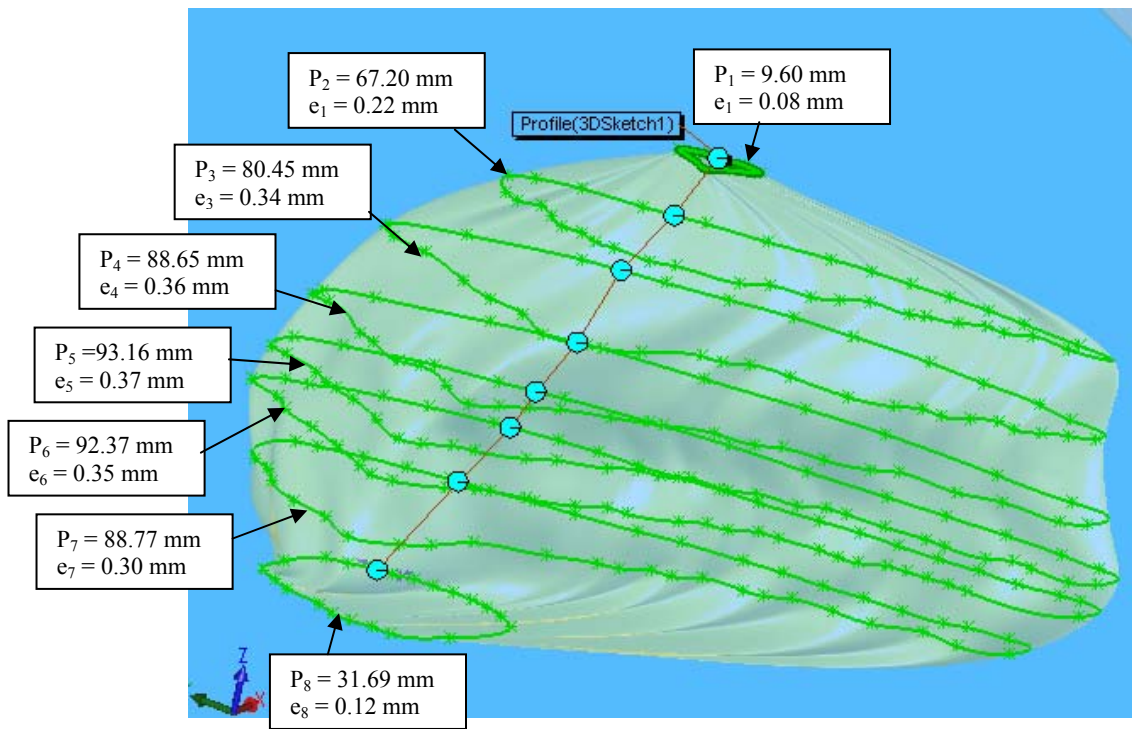 P₁ = 9.60 mm
e₁ = 0.08 mm
P₂ = 67.20 mm
e₁ = 0.22 mm
Profile(3DSketch1)
P₃ = 80.45 mm
e₃ = 0.34 mm
P₄ = 88.65 mm
e₄ = 0.36 mm
P₅ =93.16 mm
e₅ = 0.37 mm
P₆ = 92.37 mm
e₆ = 0.35 mm
P₇ = 88.77 mm
e₇ = 0.30 mm
P₈ = 31.69 mm
e₈ = 0.12 mm
Z
X